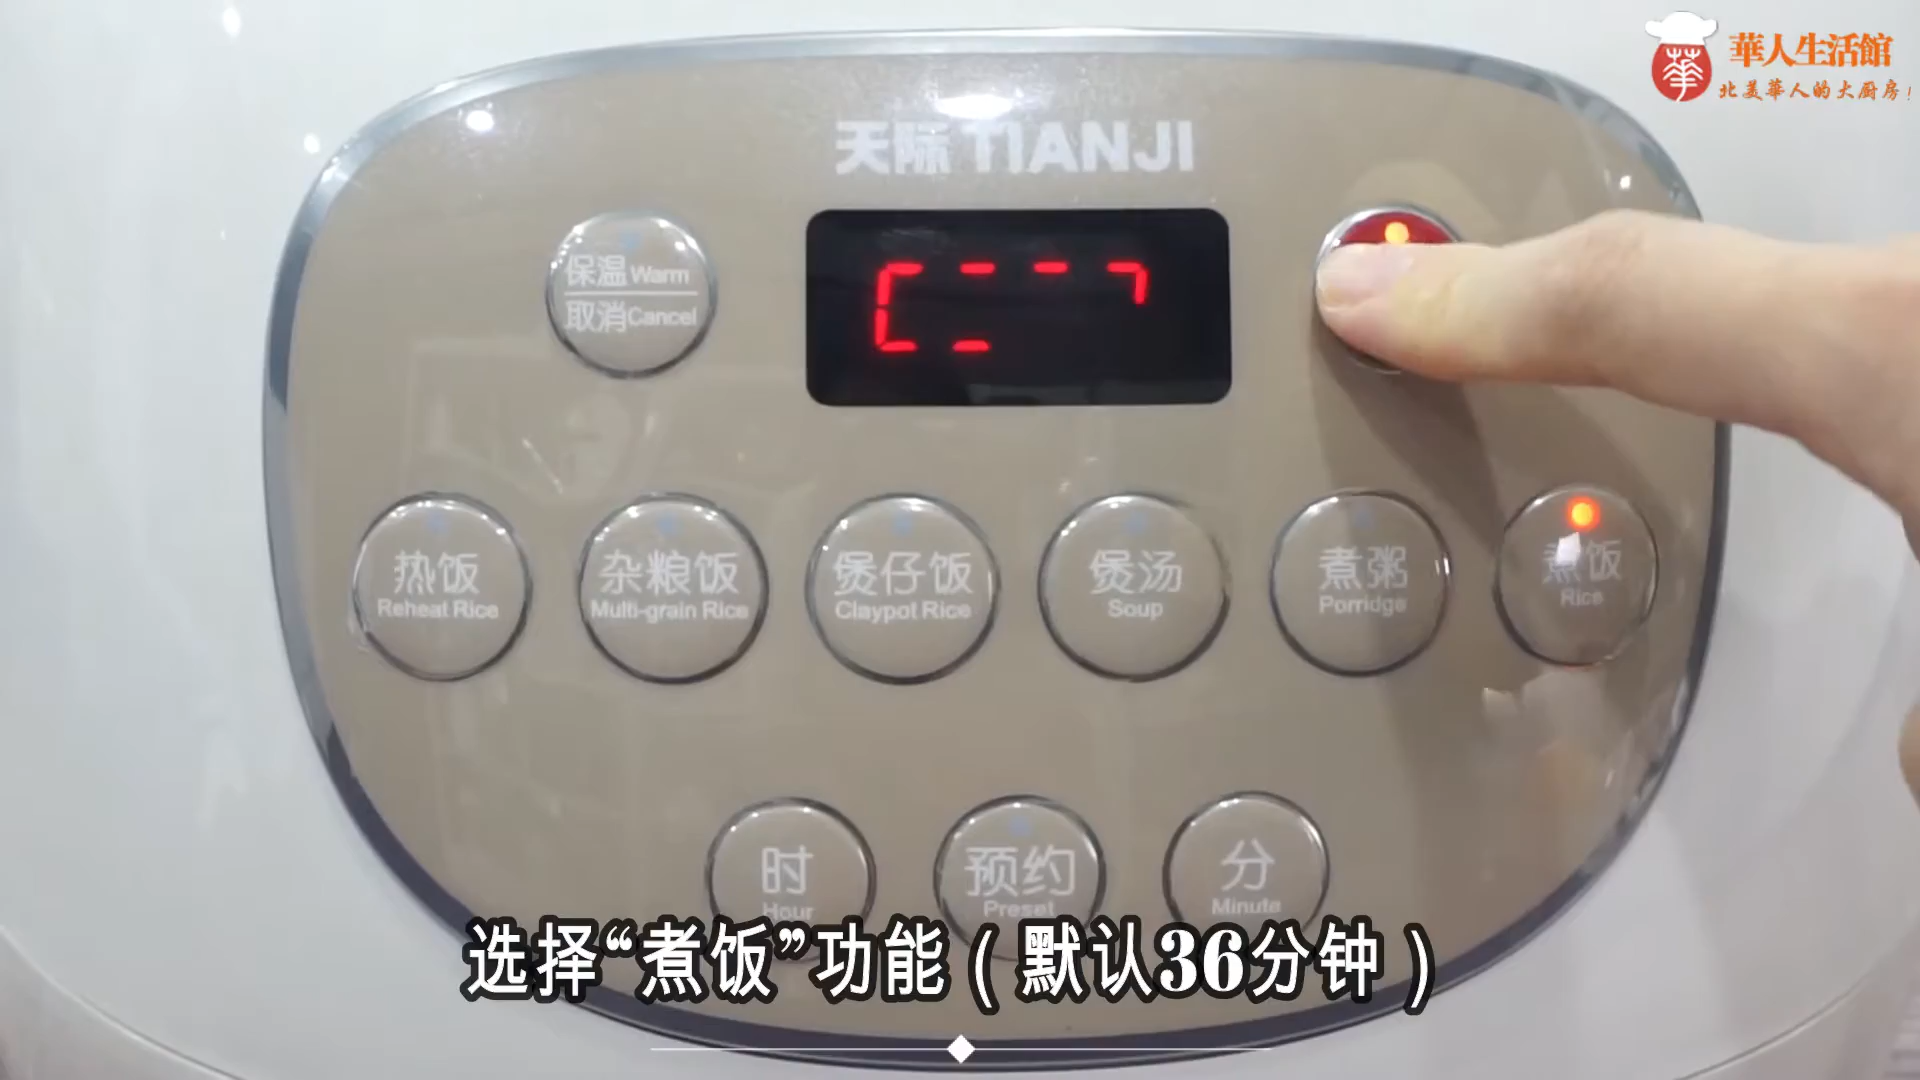 華人生活館
北美華人的大厨房!
天际 TIANJI
保温 Warm
取消 Cancel
热饭
Reheat Rice
杂粮饭
Multi-grain Rice
煲仔饭
Claypot Rice
煲汤
Soup
煮粥
Porridge
煮饭
Rice
时
Hour
预约
Preset
分
Minute
选择“煮饭”功能（默认36分钟）